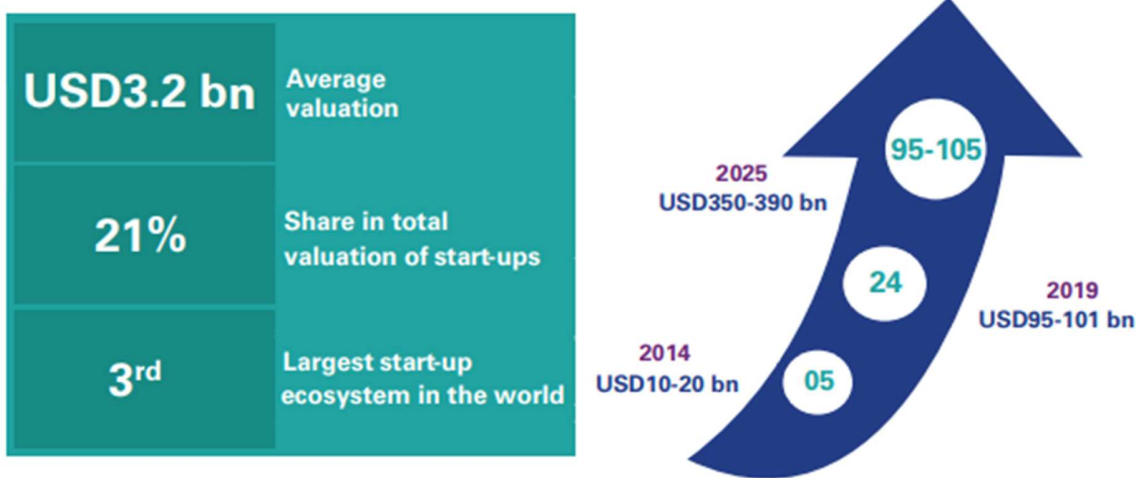 USD3.2 bn
Average
valuation
21%
Share in total
valuation of start-ups
3rd
Largest start-up
ecosystem in the world
95-105
2025
USD350-390 bn
24
2019
USD95-101 bn
2014
USD10-20 bn
05